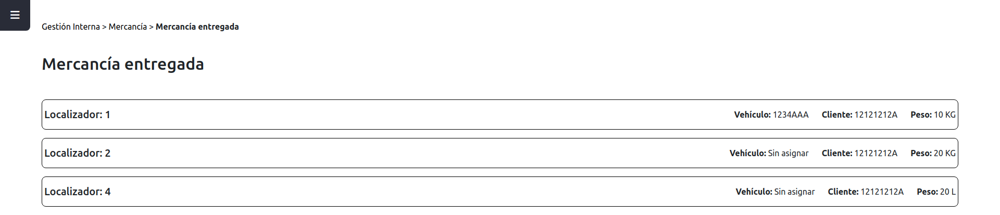 Gestión Interna > Mercancía > Mercancía entregada
Mercancía entregada
Localizador: 1 Vehículo: 1234AAA Cliente: 12121212A Peso: 10 KG
Localizador: 2 Vehículo: Sin asignar Cliente: 12121212A Peso: 20 KG
Localizador: 4 Vehículo: Sin asignar Cliente: 12121212A Peso: 20 L